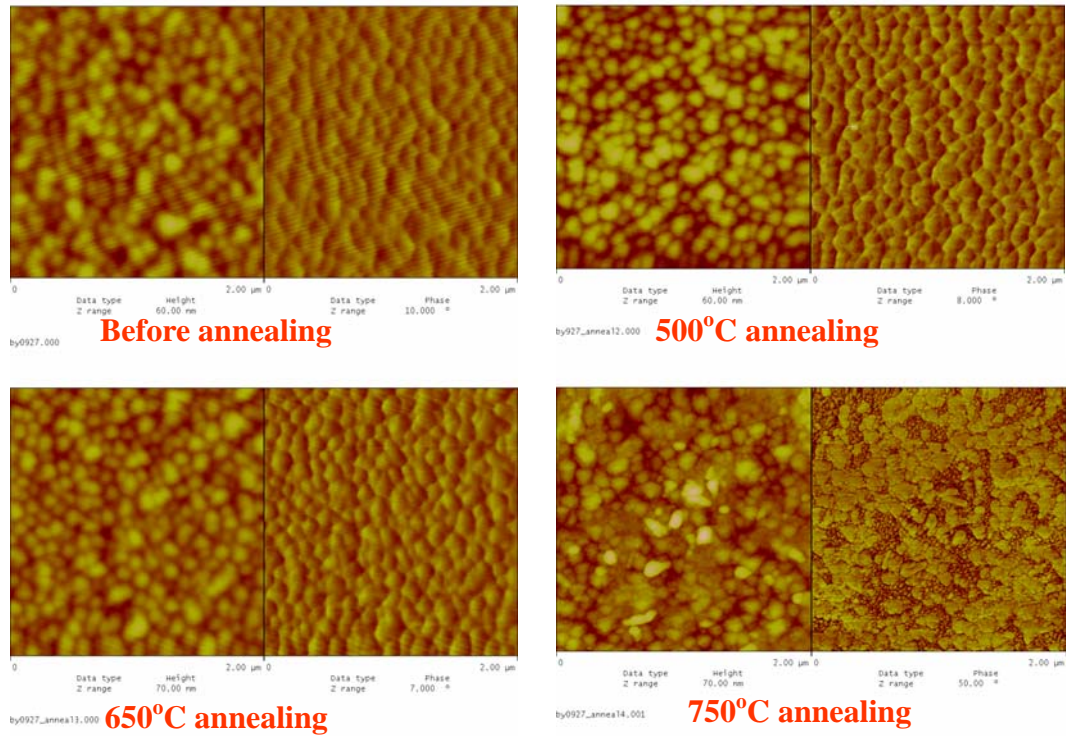 0 2.00 µm 0 2.00 µm
Data type Height Data type Phase
Z range 60.00 nm Z range 10.000 °
by0927.000
Before annealing
0 2.00 µm 0 2.00 µm
Data type Height Data type Phase
Z range 60.00 nm Z range 8.000 °
by927_anneal2.000
500°C annealing
0 2.00 µm 0 2.00 µm
Data type Height Data type Phase
Z range 70.00 nm Z range 7.000 °
by0927_anneal3.000
650°C annealing
0 2.00 µm 0 2.00 µm
Data type Height Data type Phase
Z range 70.00 nm Z range 50.00 °
by0927_anneal4.001
750°C annealing